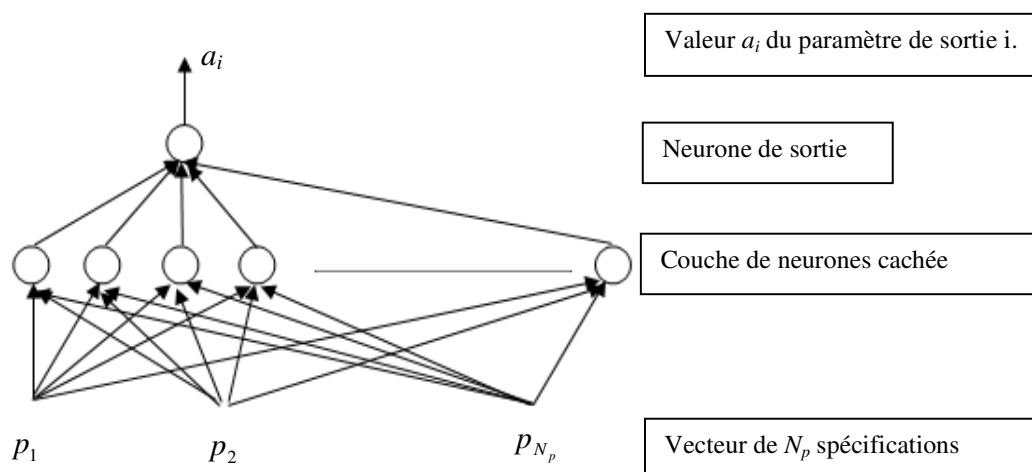 a_i
Valeur a_i du paramètre de sortie i.
Neurone de sortie
Couche de neurones cachée
p_1 p_2 p_{N_p}
Vecteur de N_p spécifications